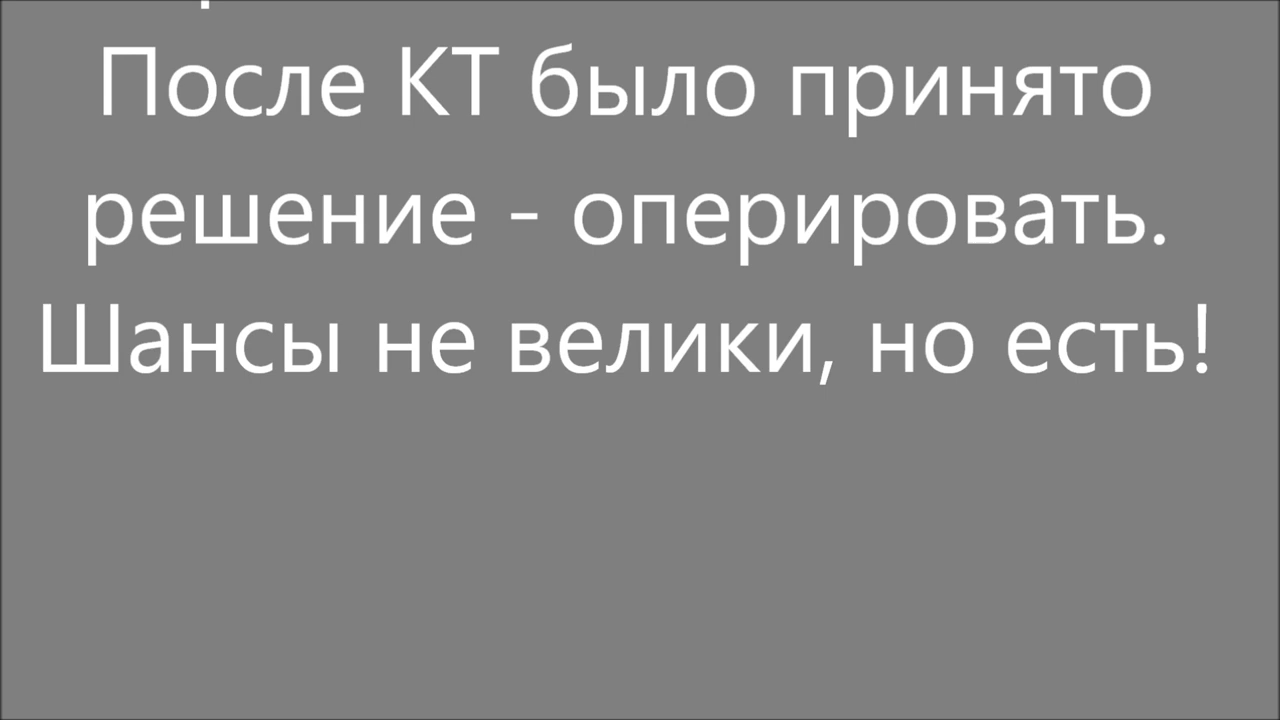 После КТ было принято
решение - оперировать.
Шансы не велики, но есть!